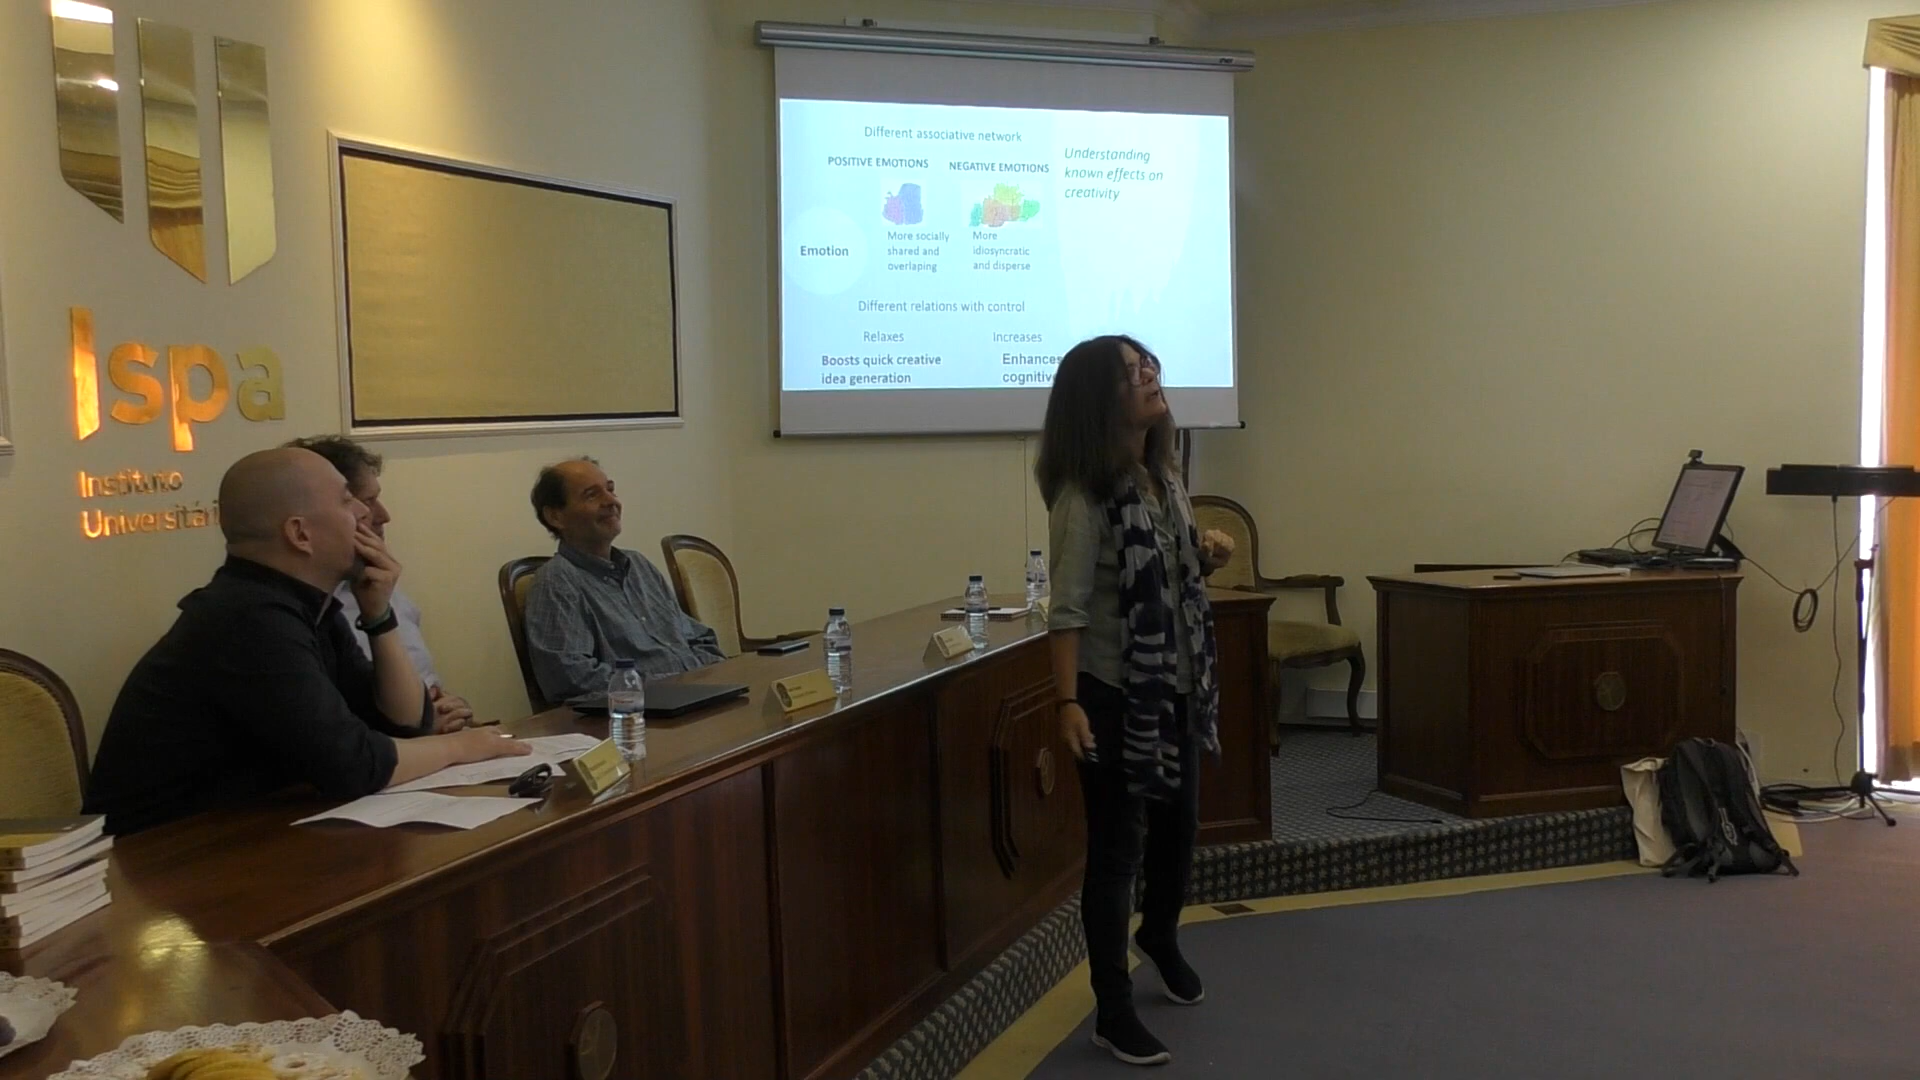 Ispa
Instituto
Universitári
Different associative network
POSITIVE EMOTIONS
NEGATIVE EMOTIONS
Understanding
known effects on
creativity
Emotion
More socially
shared and
overlaping
More
idiosyncratic
and disperse
Different relations with control
Relaxes
Increases
Boosts quick creative
idea generation
Enhances
cognitive